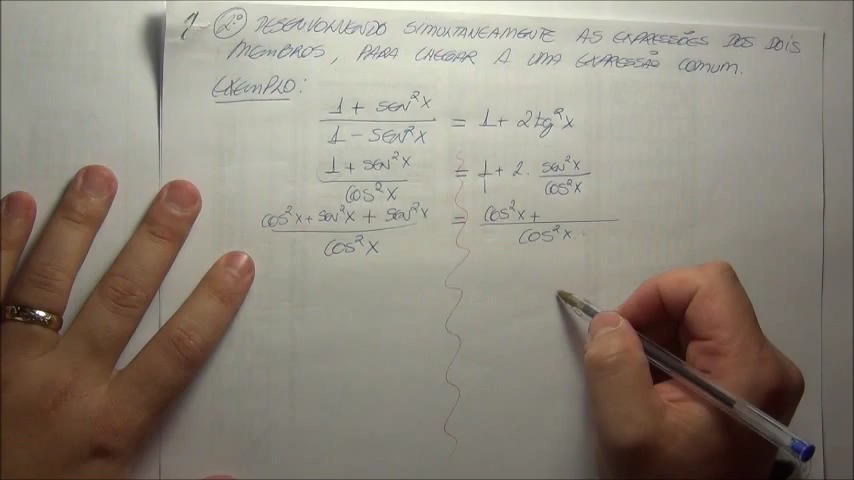 1- 2º DESENVOLVENDO SIMULTANEAMENTE AS EXPRESSÕES DOS DOIS
MEMBROS, PARA CHEGAR A UMA EXPRESSÃO COMUM.
EXEMPLO:
(1 + SEN²x)/(1 - SEN²x) = 1 + 2tg²x
(1 + SEN²x)/(COS²x) = 1 + 2 . (SEN²x)/(COS²x)
(COS²x + SEN²x + SEN²x)/(COS²x) = (COS²x + )/(COS²x)